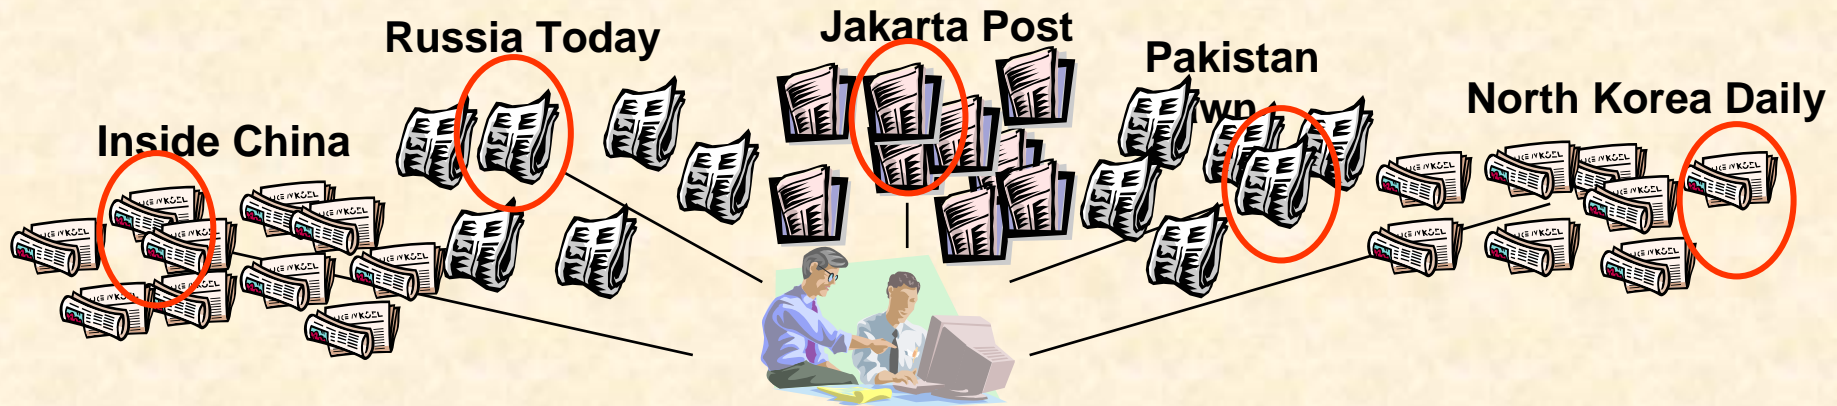 Russia Today
Jakarta Post
Pakistan
North Korea Daily
Inside China